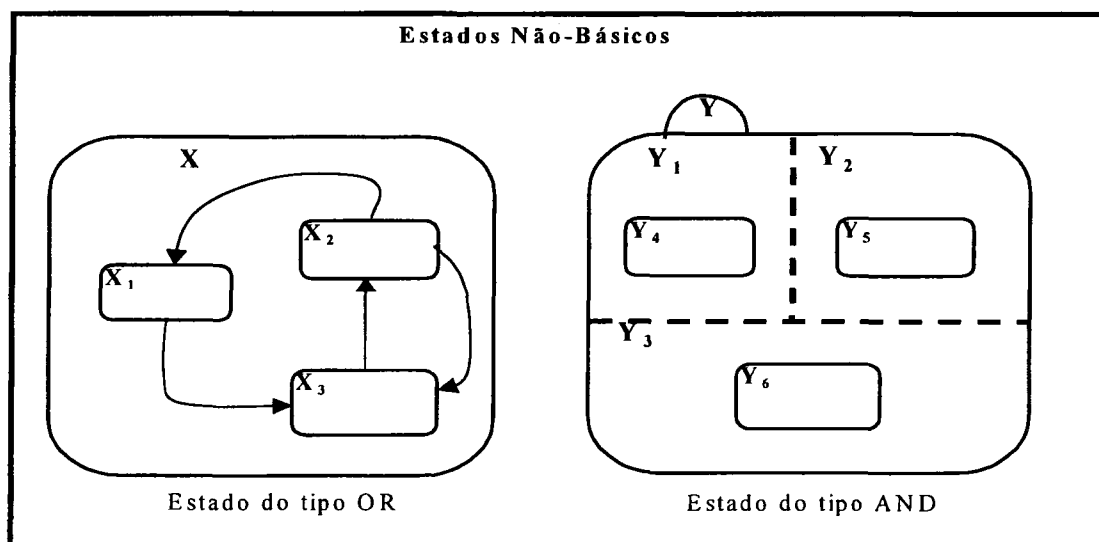 Estados Não-Básicos
X
X₂
X₁
X₃
Estado do tipo OR
Y
Y₁
Y₂
Y₄
Y₅
Y₃
Y₆
Estado do tipo AND